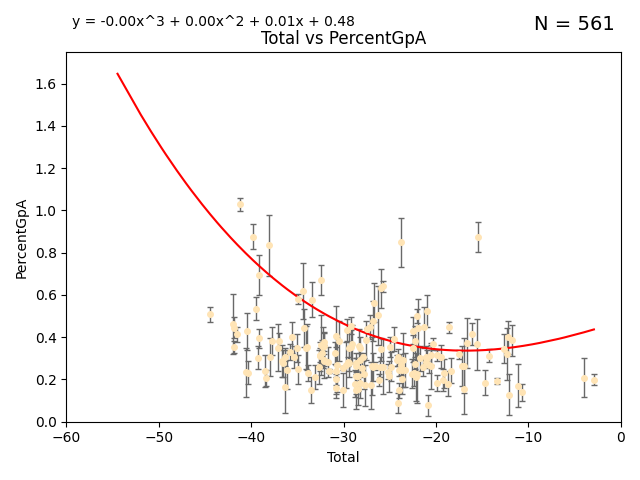 y = -0.00x^3 + 0.00x^2 + 0.01x + 0.48
N = 561
Total vs PercentGpA
PercentGpA
1.6
1.4
1.2
1.0
0.8
0.6
0.4
0.2
0.0
−60 −50 −40 −30 −20 −10 0
Total